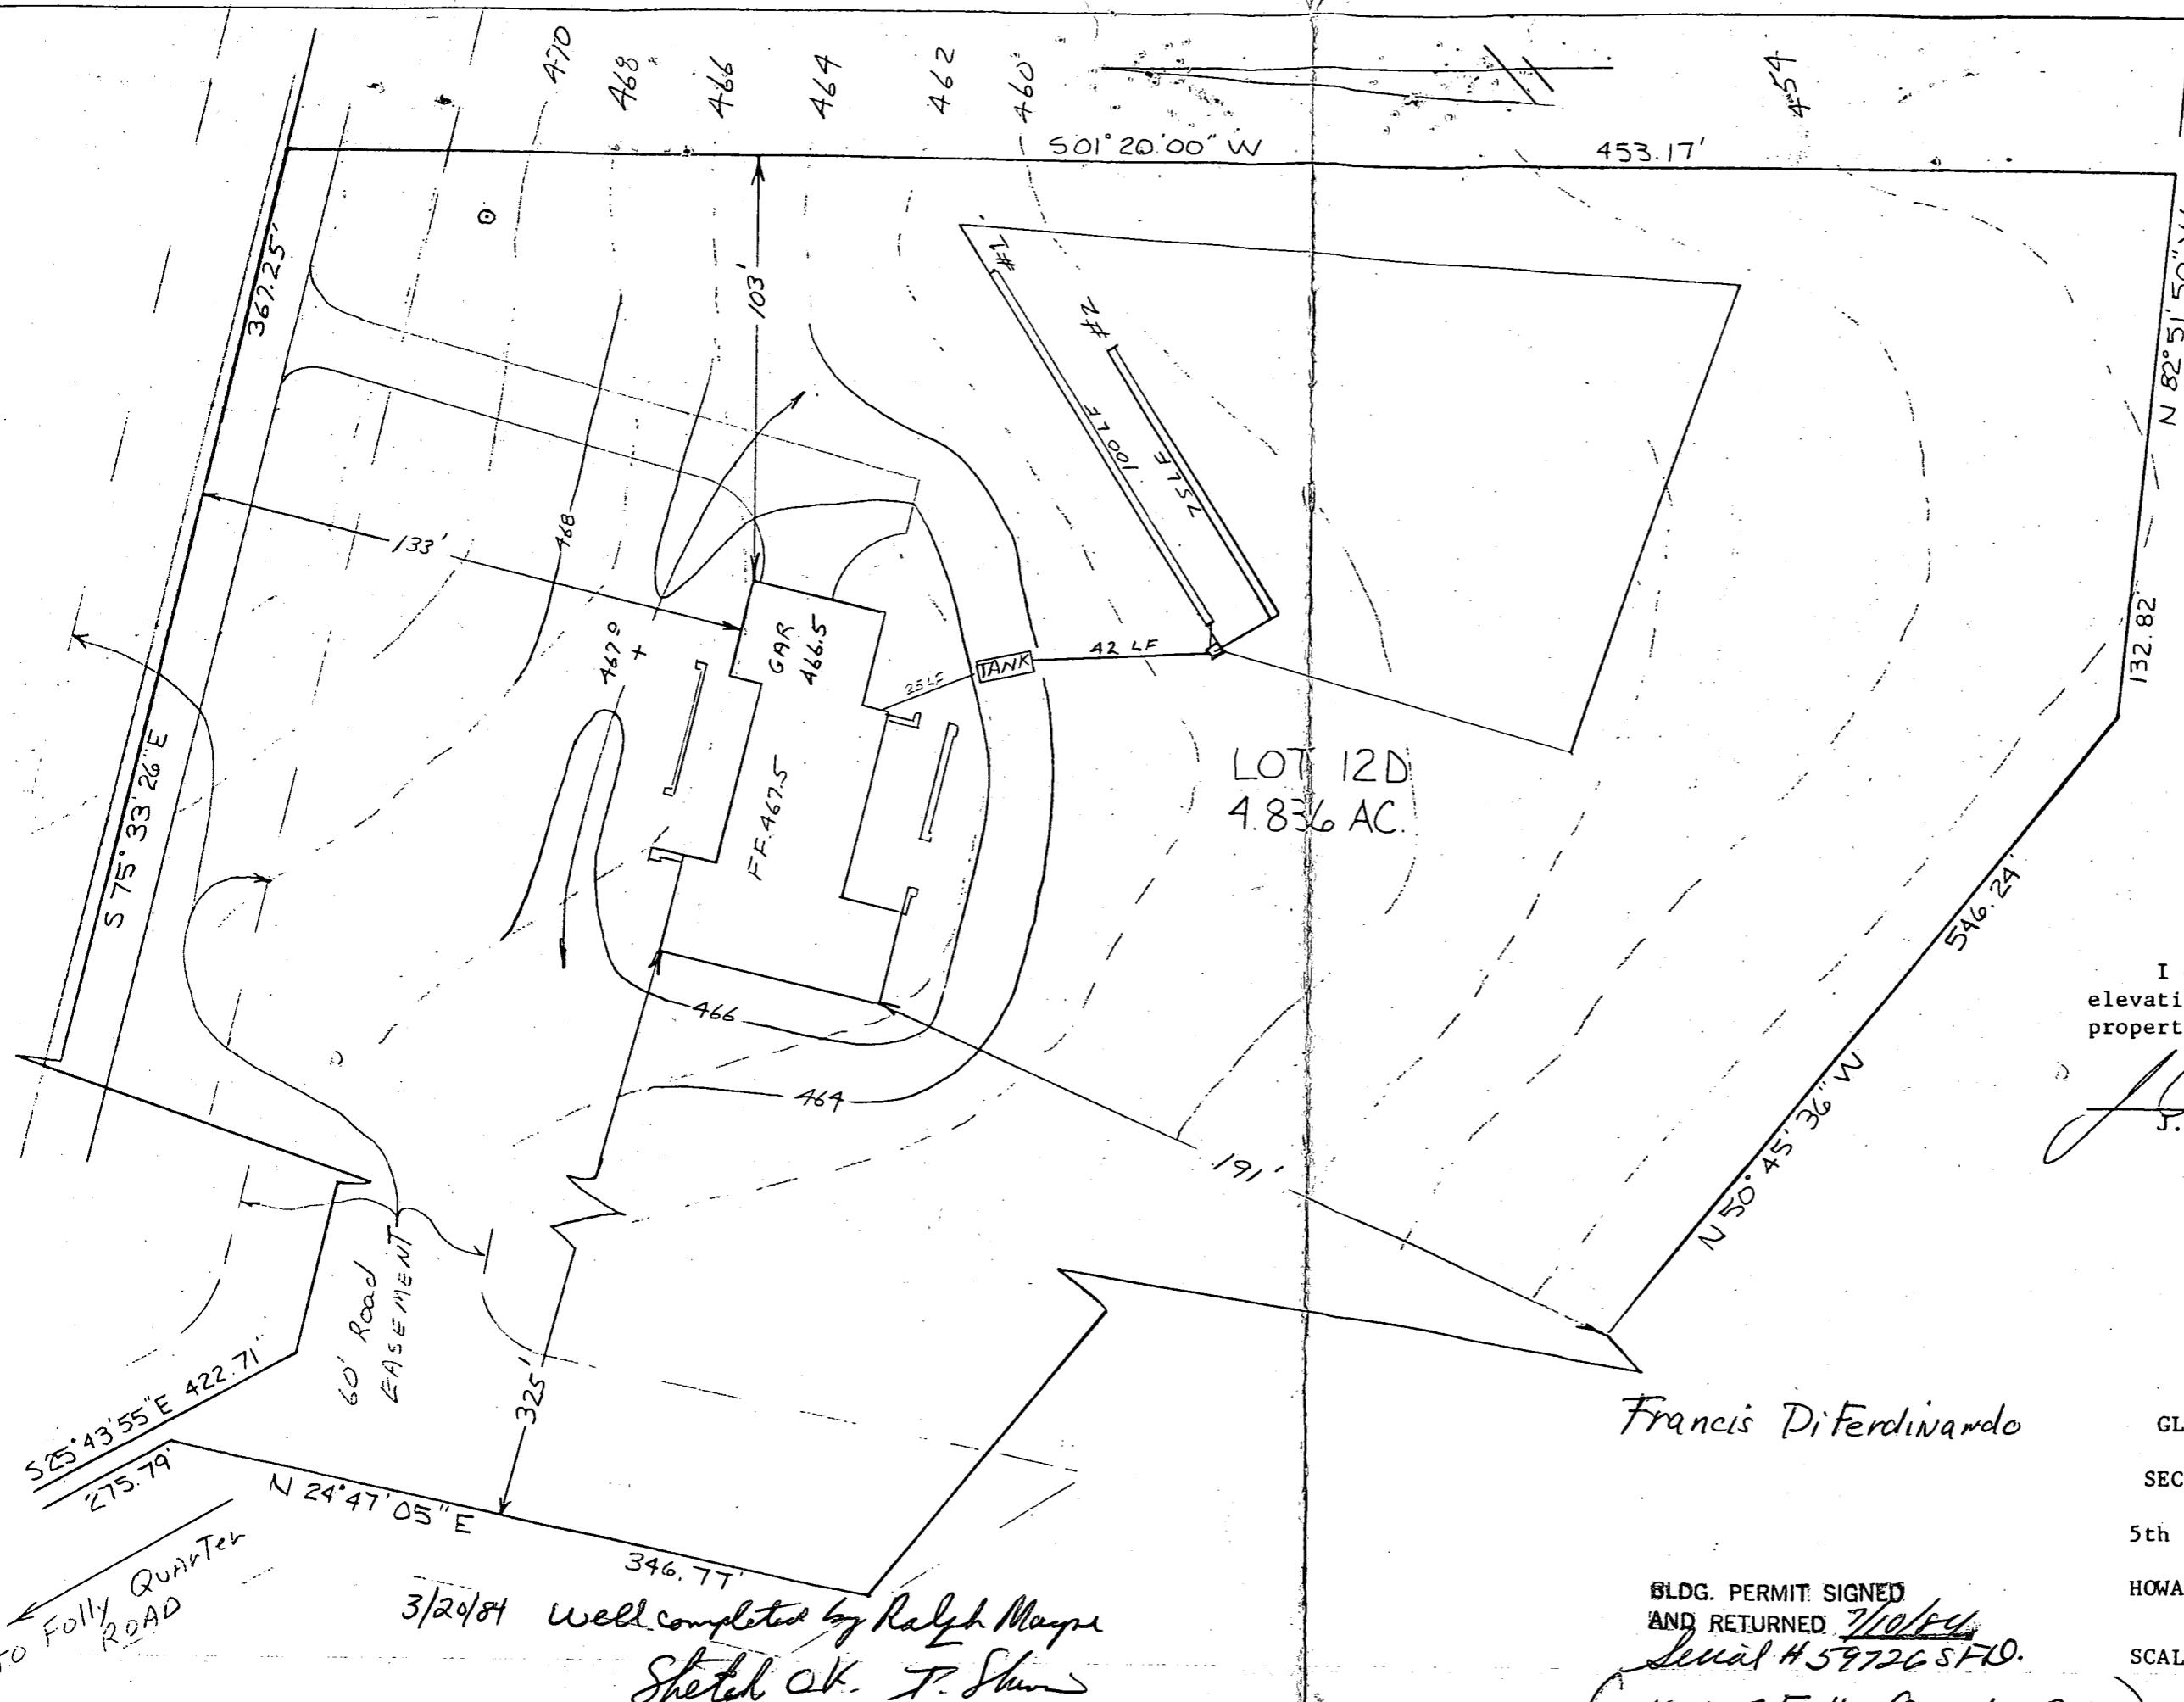 470
468
466
464
462
460
454
S01°20'00" W
453.17'
367.25'
103'
#1
#2
100 LF
75 LF
N 82°51'50" W
132.82'
133'
468
467.0
+
GAR
466.5
25 LF
TANK
42 LF
FF.467.5
S 75°33'26" E
LOT 12D
4.836 AC.
546.24'
N 50°45'36" W
I
elevati
propert
J.
466
464
191'
60' Road
EASEMENT
325'
S25°43'55"E 422.71'
275.79'
N 24°47'05"E
346.77'
TO Folly Quarter
ROAD
Francis DiFerdinando
GL
SEC
5th
HOWA
SCAL
3/20/84 well completed by Ralph Mayne
Sketch OK.
BLDG. PERMIT SIGNED
AND RETURNED 7/10/84
Serial # 59726 SFD.